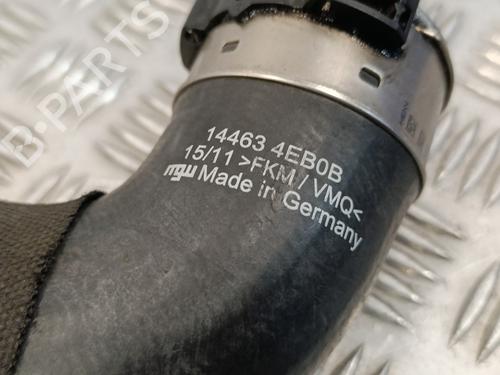 B-PARTS
14463 4EB0B
15/11 >FKM / VMQ<
mgu Made in Germany